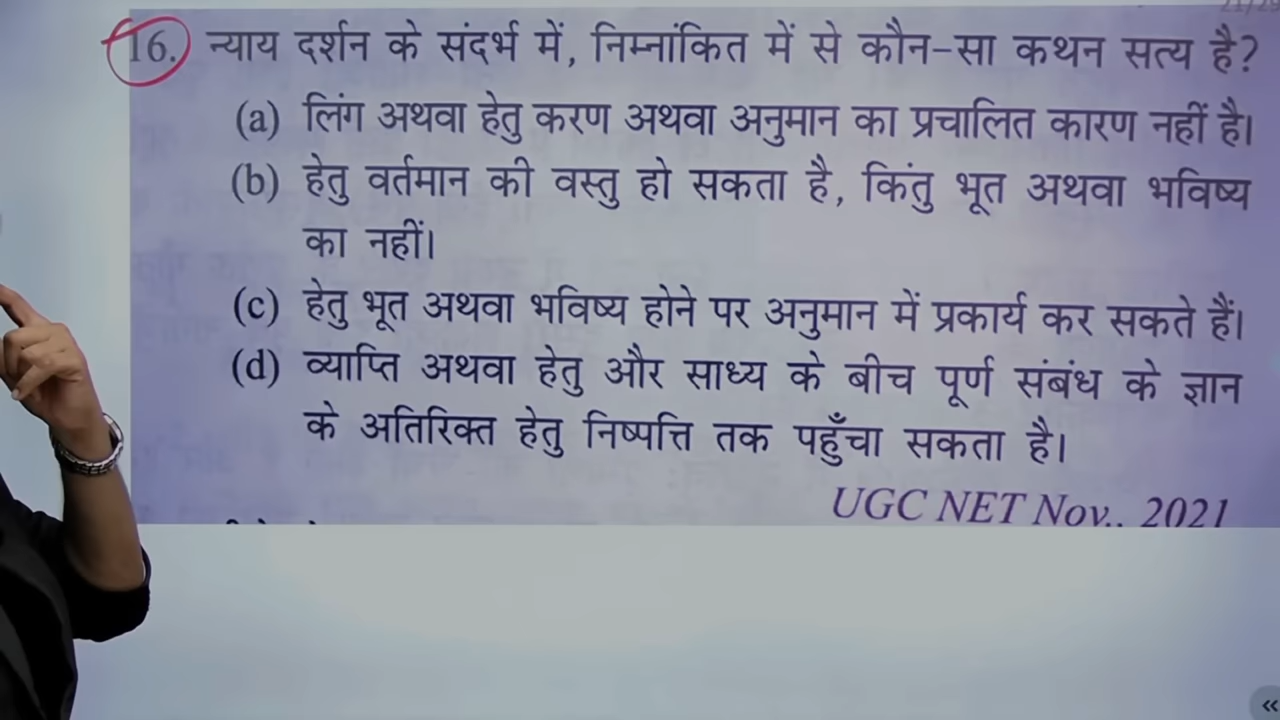 16. न्याय दर्शन के संदर्भ में, निम्नांकित में से कौन-सा कथन सत्य है?
(a) लिंग अथवा हेतु करण अथवा अनुमान का प्रचालित कारण नहीं है।
(b) हेतु वर्तमान की वस्तु हो सकता है, किंतु भूत अथवा भविष्य
का नहीं।
(c) हेतु भूत अथवा भविष्य होने पर अनुमान में प्रकार्य कर सकते हैं।
(d) व्याप्ति अथवा हेतु और साध्य के बीच पूर्ण संबंध के ज्ञान
के अतिरिक्त हेतु निष्पत्ति तक पहुँचा सकता है।
UGC NET Nov., 2021